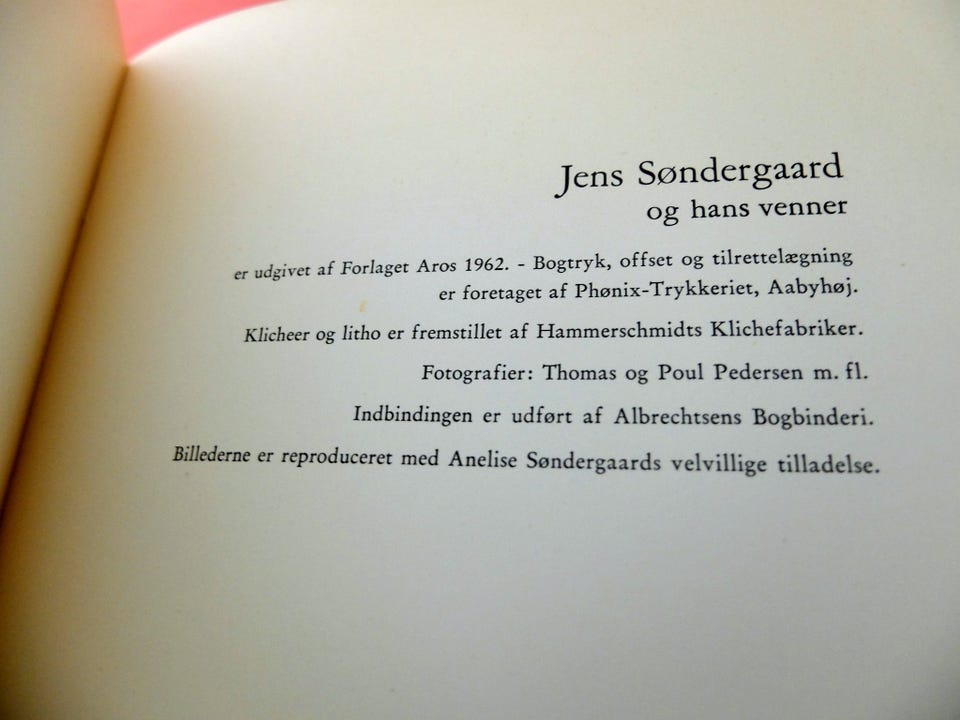 Jens Søndergaard
og hans venner
er udgivet af Forlaget Aros 1962. - Bogtryk, offset og tilrettelægning
er foretaget af Phønix-Trykkeriet, Aabyhøj.
Klicheer og litho er fremstillet af Hammerschmidts Klichefabriker.
Fotografier: Thomas og Poul Pedersen m. fl.
Indbindingen er udført af Albrechtsens Bogbinderi.
Billederne er reproduceret med Anelise Søndergaards velvillige tilladelse.